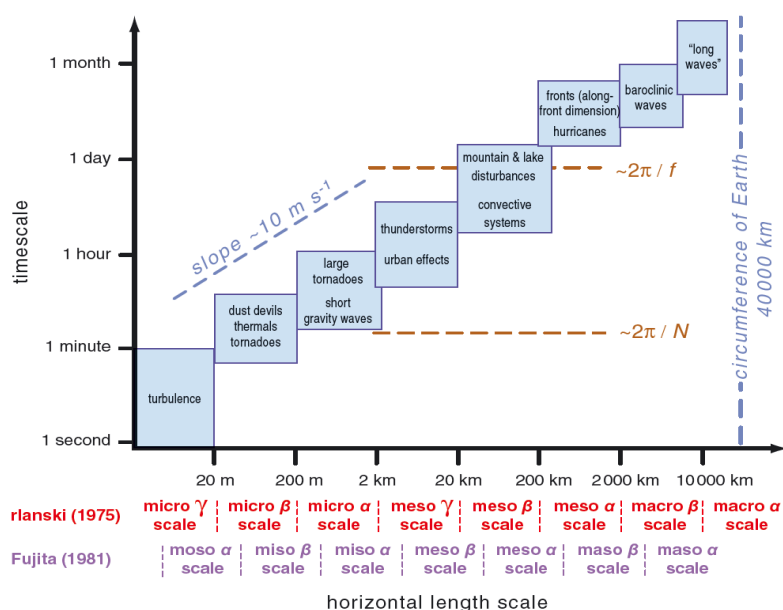 "long
waves"
1 month
fronts (along-
front dimension)
hurricanes
baroclinic
waves
1 day
mountain & lake
disturbances
convective
systems
~2π / f
slope ~10 m s-1
thunderstorms
urban effects
1 hour
large
tornadoes
short
gravity waves
dust devils
thermals
tornadoes
~2π / N
1 minute
turbulence
1 second
timescale
circumference of Earth
40000 km
20 m 200 m 2 km 20 km 200 km 2000 km 10000 km
rlanski (1975) micro γ scale micro β scale micro α scale meso γ scale meso β scale meso α scale macro β scale macro α scale
Fujita (1981) moso α scale miso β scale miso α scale meso β scale meso α scale maso β scale maso α scale
horizontal length scale